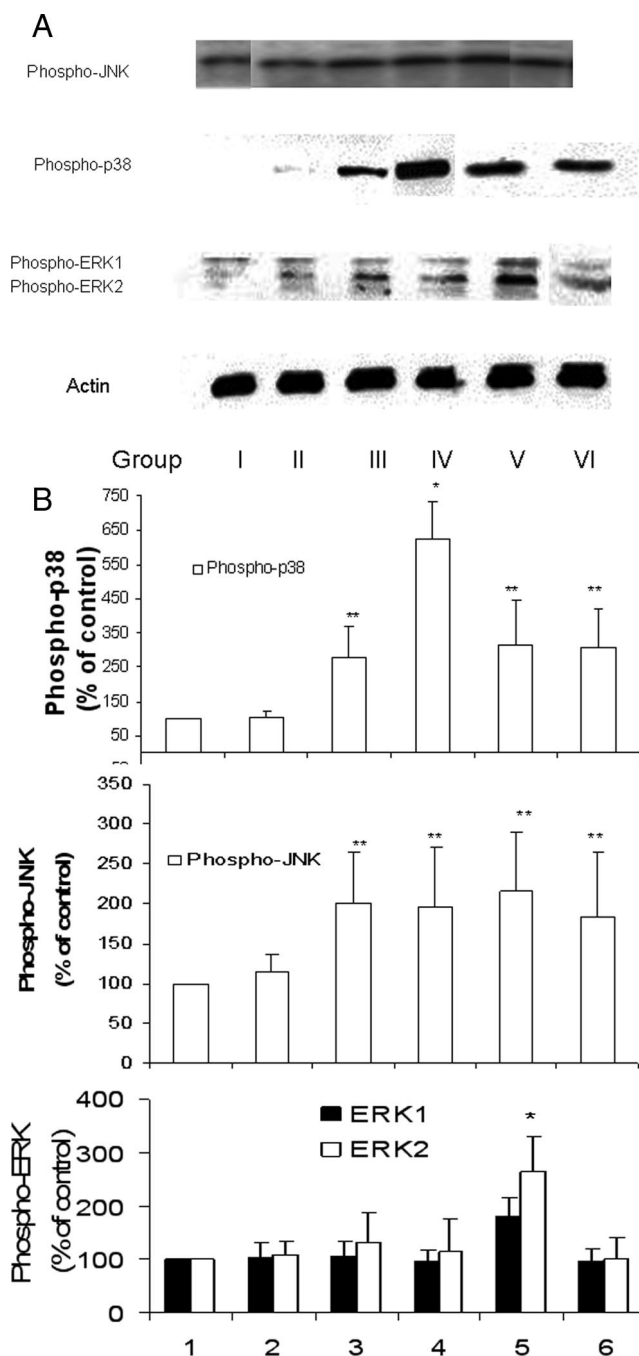 A
Phospho-JNK
Phospho-p38
Phospho-ERK1
Phospho-ERK2
Actin
Group I II III IV V VI
B
Phospho-p38
(% of control)
750
650
550
450
350
250
150
50
50
Phospho-p38
** * ** **
Phospho-JNK
(% of control)
350
300
250
200
150
100
50
0
Phospho-JNK
** ** ** **
Phospho-ERK
(% of control)
400
300
200
100
0
ERK1
ERK2
*
1 2 3 4 5 6